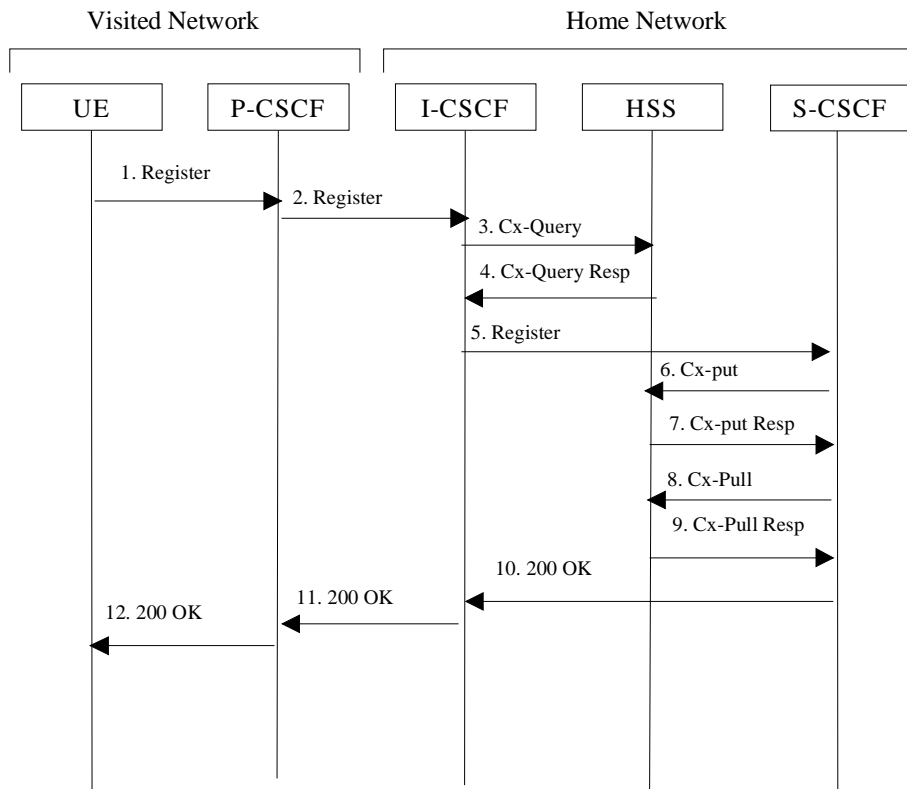 Visited Network
Home Network
UE
P-CSCF
I-CSCF
HSS
S-CSCF
1. Register
2. Register
3. Cx-Query
4. Cx-Query Resp
5. Register
6. Cx-put
7. Cx-put Resp
8. Cx-Pull
9. Cx-Pull Resp
10. 200 OK
11. 200 OK
12. 200 OK